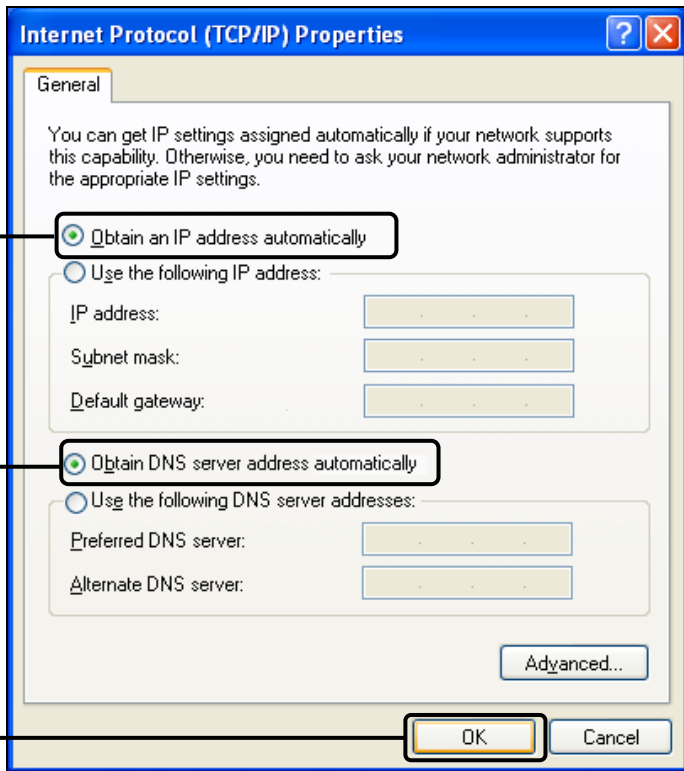 Internet Protocol (TCP/IP) Properties
General
You can get IP settings assigned automatically if your network supports
this capability. Otherwise, you need to ask your network administrator for
the appropriate IP settings.
Obtain an IP address automatically
Use the following IP address:
IP address:
Subnet mask:
Default gateway:
Obtain DNS server address automatically
Use the following DNS server addresses:
Preferred DNS server:
Alternate DNS server:
Advanced...
OK Cancel